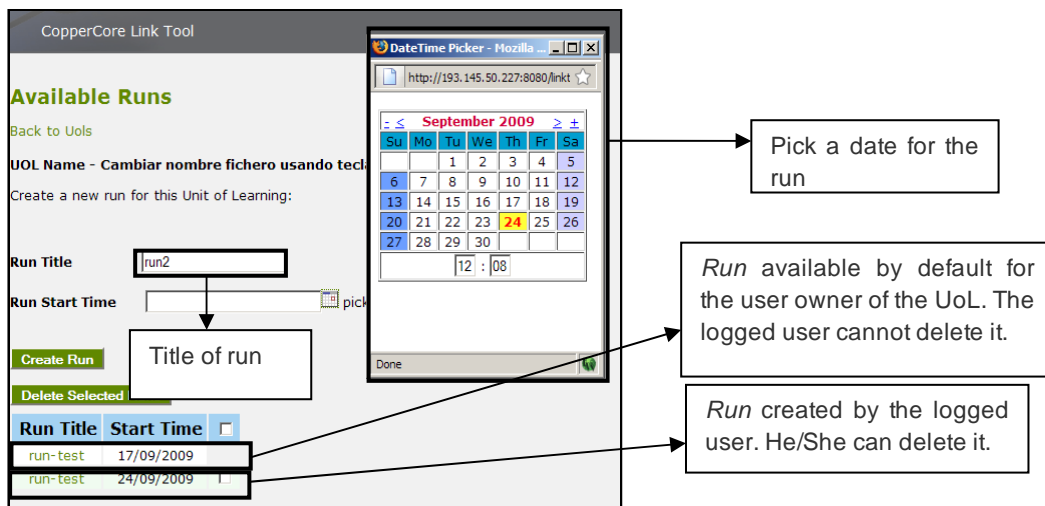 CopperCore Link Tool
Available Runs
Back to Uols
UOL Name - Cambiar nombre fichero usando
Create a new run for this Unit of Learning:
Run Title
run2
Run Start Time
pick
Title of run
Create Run
Delete Selected
Run Title Start Time
run-test 17/09/2009
run-test 24/09/2009
DateTime Picker - Mozilla ...
http://193.145.50.227:8080/linkt
- < September 2009 > +
Su Mo Tu We Th Fr Sa
1 2 3 4 5
6 7 8 9 10 11 12
13 14 15 16 17 18 19
20 21 22 23 24 25 26
27 28 29 30
12 : 08
Done
Pick a date for the
run
Run available by default for
the user owner of the UoL. The
logged user cannot delete it.
Run created by the logged
user. He/She can delete it.